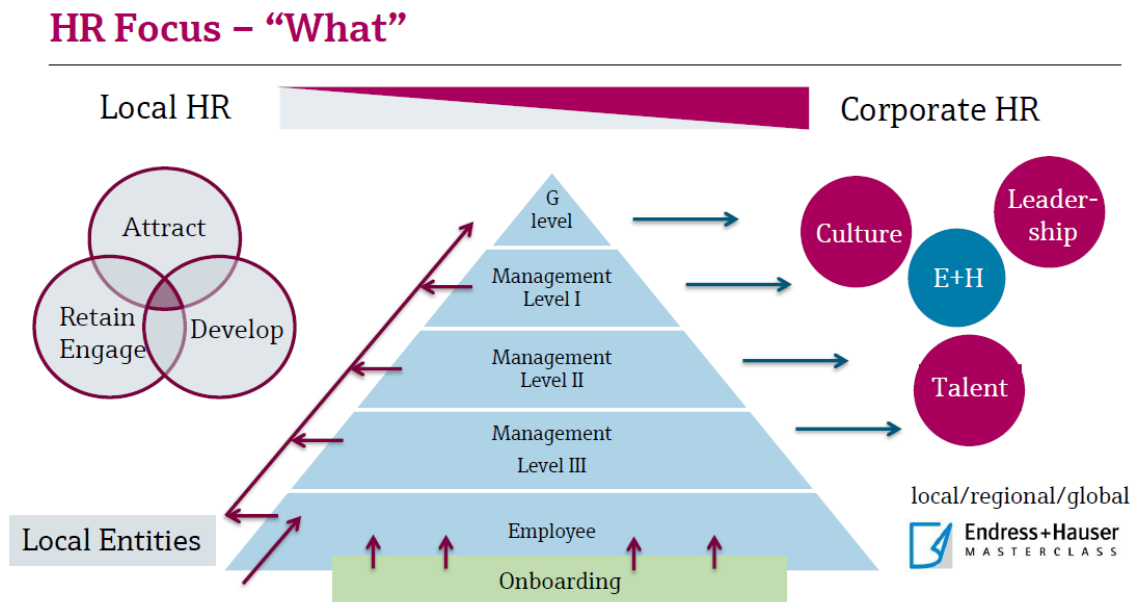 HR Focus – “What”
Local HR
Corporate HR
Attract
Retain
Engage
Develop
G
level
Management
Level I
Management
Level II
Management
Level III
Employee
Onboarding
Culture
Leader-
ship
E+H
Talent
Local Entities
local/regional/global
Endress+Hauser
MASTERCLASS